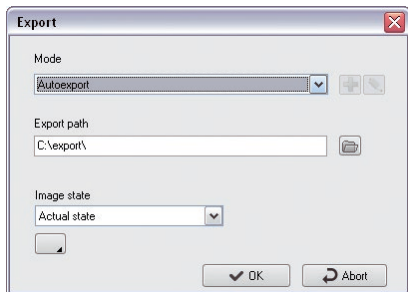 Export
Mode
Autoexport
Export path
C:\export\
Image state
Actual state
OK
Abort